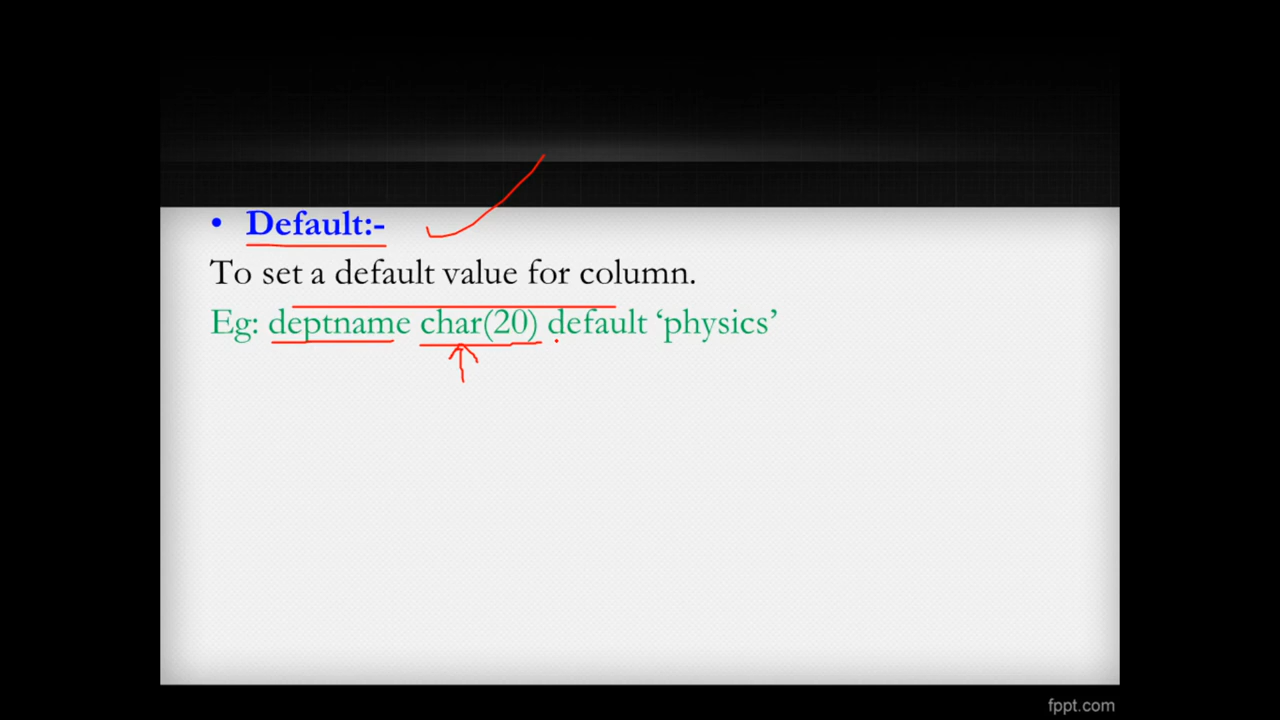 • Default:-
To set a default value for column.
Eg: deptname char(20) default ‘physics’
fppt.com